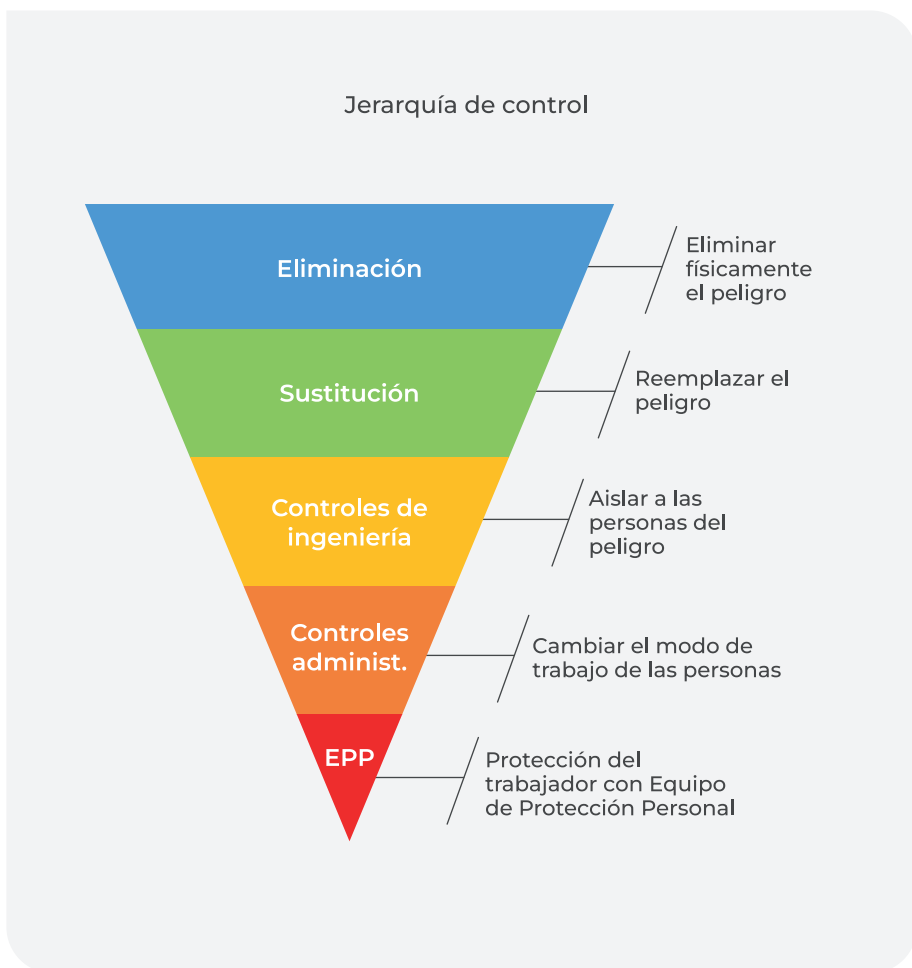 Jerarquía de control
Eliminación
Eliminar
físicamente
el peligro
Sustitución
Reemplazar el
peligro
Controles de
ingeniería
Aislar a las
personas del
peligro
Controles
administ.
Cambiar el modo de
trabajo de las personas
EPP
Protección del
trabajador con Equipo
de Protección Personal